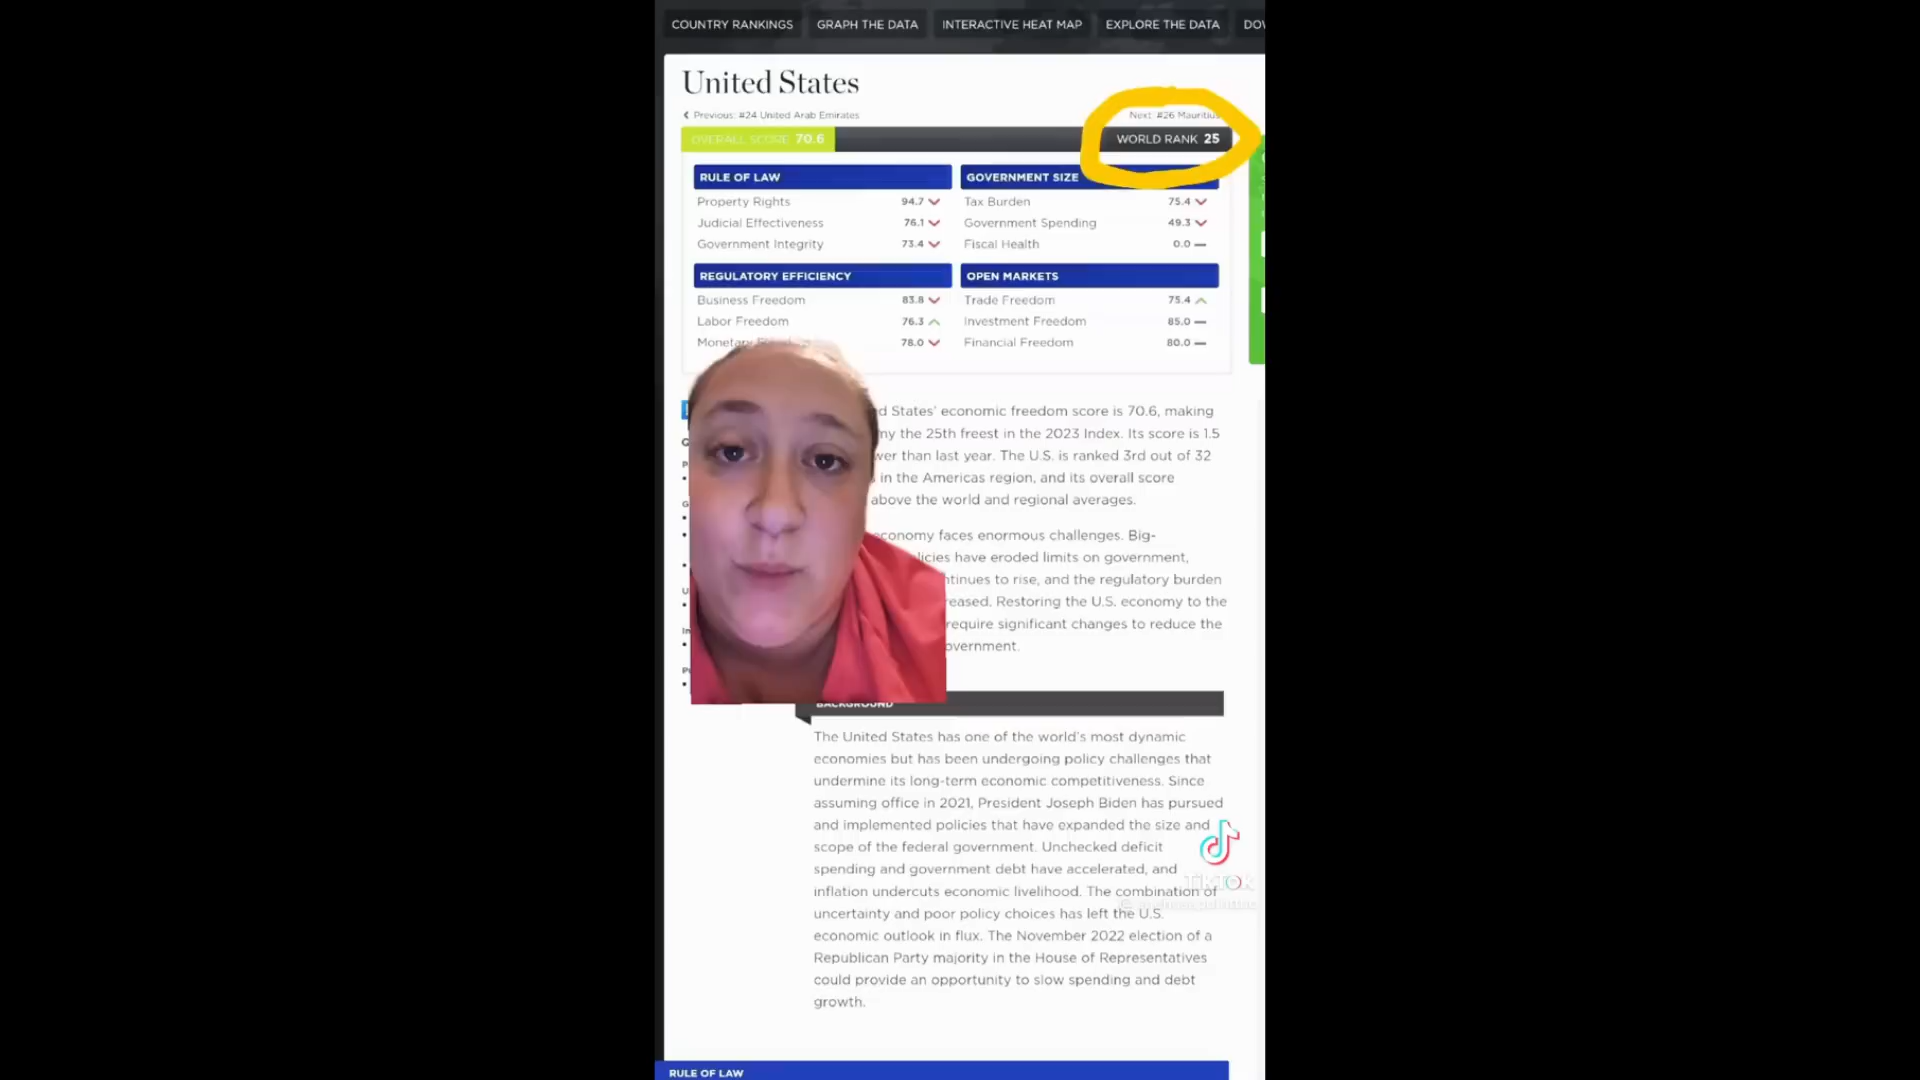 COUNTRY RANKINGS GRAPH THE DATA INTERACTIVE HEAT MAP EXPLORE THE DATA
United States
Previous: #24 United Arab Emirates Next: #26 Mauritius
OVERALL SCORE 70.6 WORLD RANK 25
RULE OF LAW
Property Rights 94.7
Judicial Effectiveness 76.1
Government Integrity 73.4
GOVERNMENT SIZE
Tax Burden 75.4
Government Spending 49.3
Fiscal Health 0.0
REGULATORY EFFICIENCY
Business Freedom 83.8
Labor Freedom 76.3
Monetary 78.0
OPEN MARKETS
Trade Freedom 75.4
Investment Freedom 85.0
Financial Freedom 80.0
States' economic freedom score is 70.6, making
the 25th freest in the 2023 Index. Its score is 1.5
than last year. The U.S. is ranked 3rd out of 32
in the Americas region, and its overall score
above the world and regional averages.
economy faces enormous challenges. Big-
have eroded limits on government,
to rise, and the regulatory burden
Restoring the U.S. economy to the
require significant changes to reduce the
BACKGROUND
The United States has one of the world's most dynamic
economies but has been undergoing policy challenges that
undermine its long-term economic competitiveness. Since
assuming office in 2021, President Joseph Biden has pursued
and implemented policies that have expanded the size and
scope of the federal government. Unchecked deficit
spending and government debt have accelerated, and
inflation undercuts economic livelihood. The combination of
uncertainty and poor policy choices has left the U.S.
economic outlook in flux. The November 2022 election of a
Republican Party majority in the House of Representatives
could provide an opportunity to slow spending and debt
growth.
TikTok
RULE OF LAW